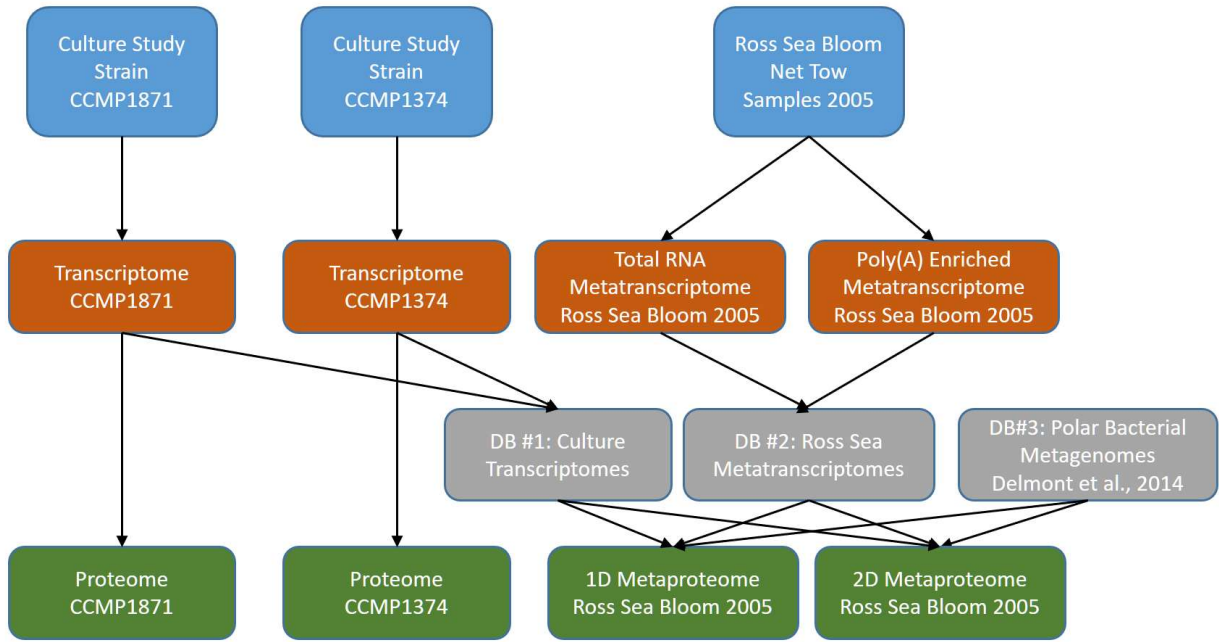 Culture Study
Strain
CCMP1871
Culture Study
Strain
CCMP1374
Ross Sea Bloom
Net Tow
Samples 2005
Transcriptome
CCMP1871
Transcriptome
CCMP1374
Total RNA
Metatranscriptome
Ross Sea Bloom 2005
Poly(A) Enriched
Metatranscriptome
Ross Sea Bloom 2005
DB #1: Culture
Transcriptomes
DB #2: Ross Sea
Metatranscriptomes
DB#3: Polar Bacterial
Metagenomes
Delmont et al., 2014
Proteome
CCMP1871
Proteome
CCMP1374
1D Metaproteome
Ross Sea Bloom 2005
2D Metaproteome
Ross Sea Bloom 2005